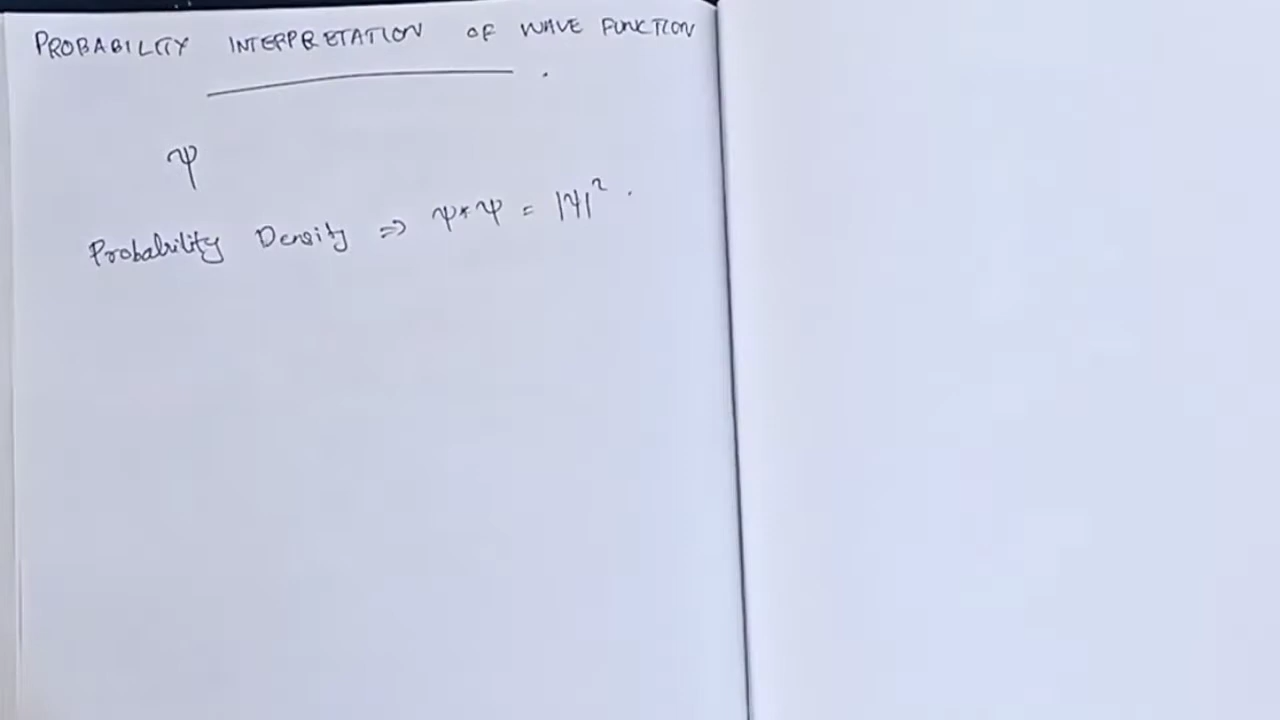 PROBABILITY INTERPRETATION OF WAVE FUNCTION
ψ
Probability Density ⇒ ψ*ψ = |ψ|² .